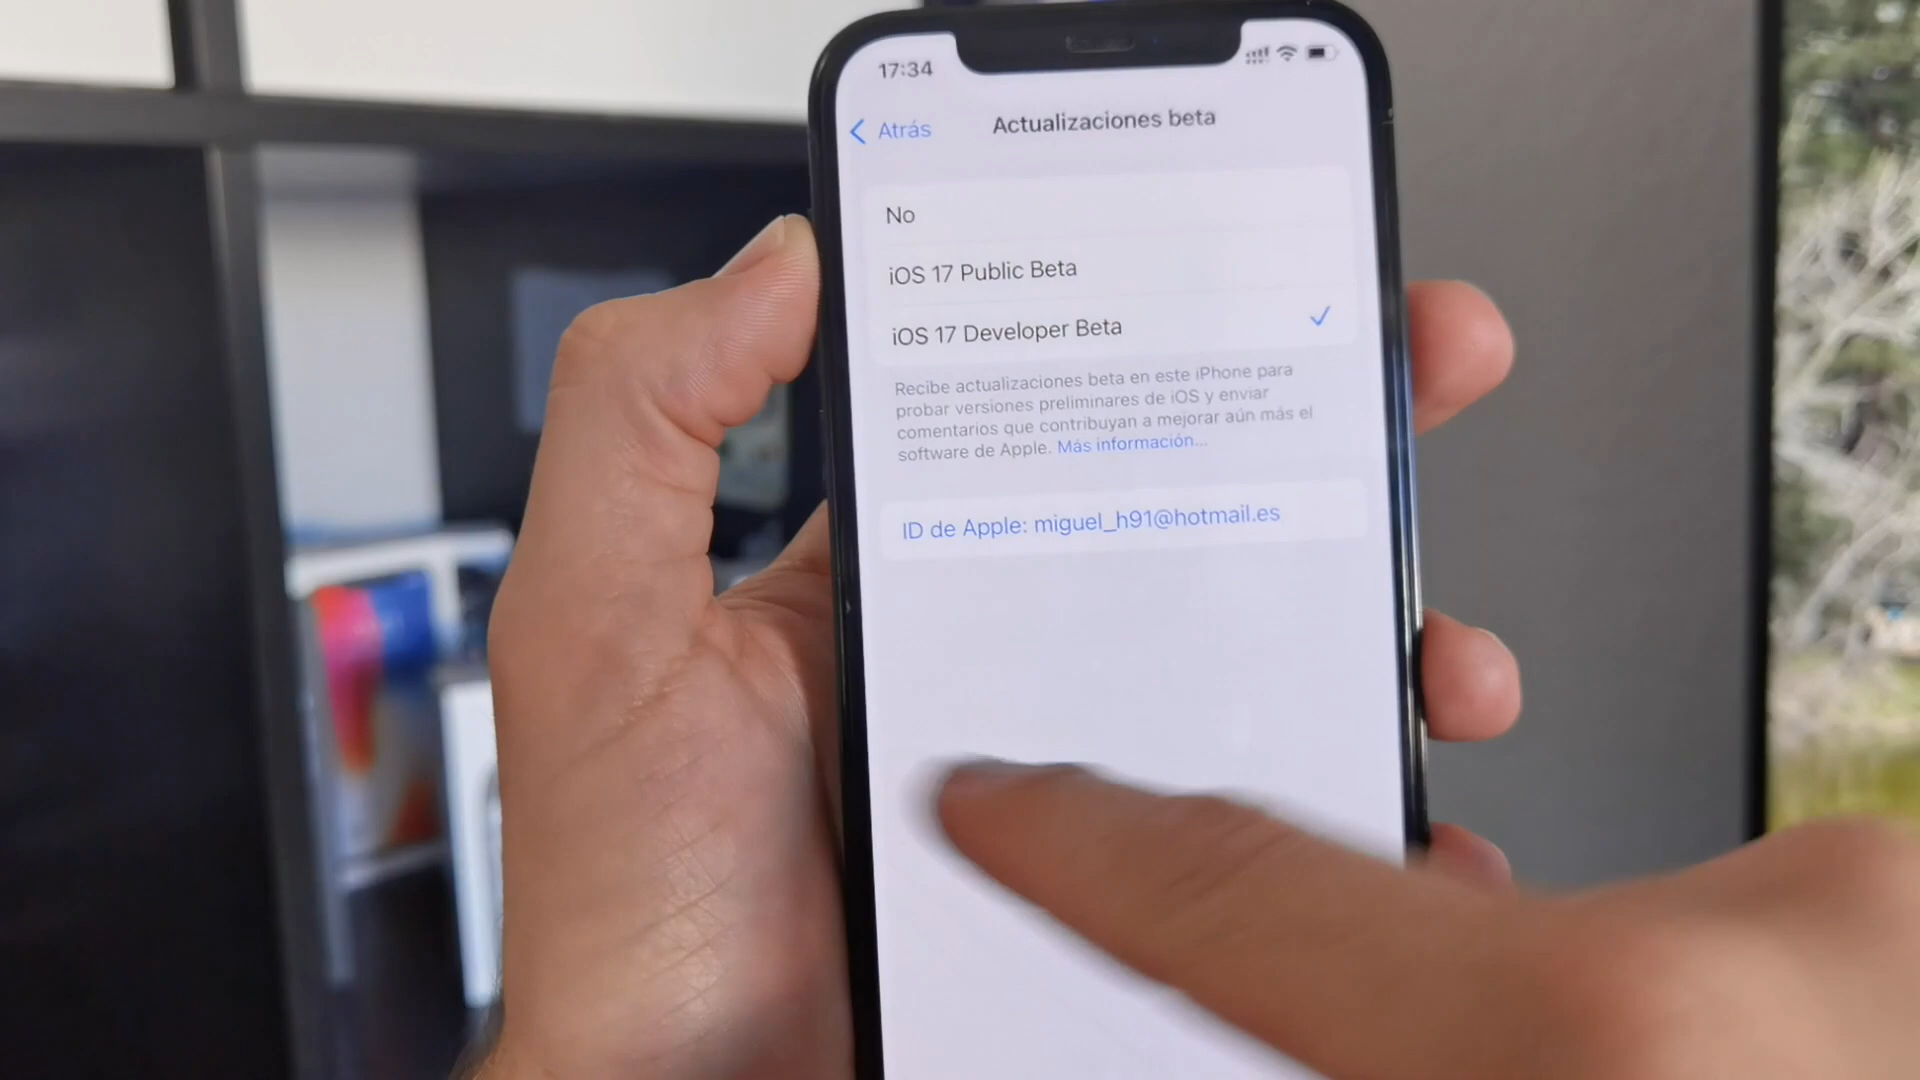 17:34
Atrás
Actualizaciones beta
No
iOS 17 Public Beta
iOS 17 Developer Beta
Recibe actualizaciones beta en este iPhone para
probar versiones preliminares de iOS y enviar
comentarios que contribuyan a mejorar aún más el
software de Apple. Más información...
ID de Apple: miguel_h91@hotmail.es